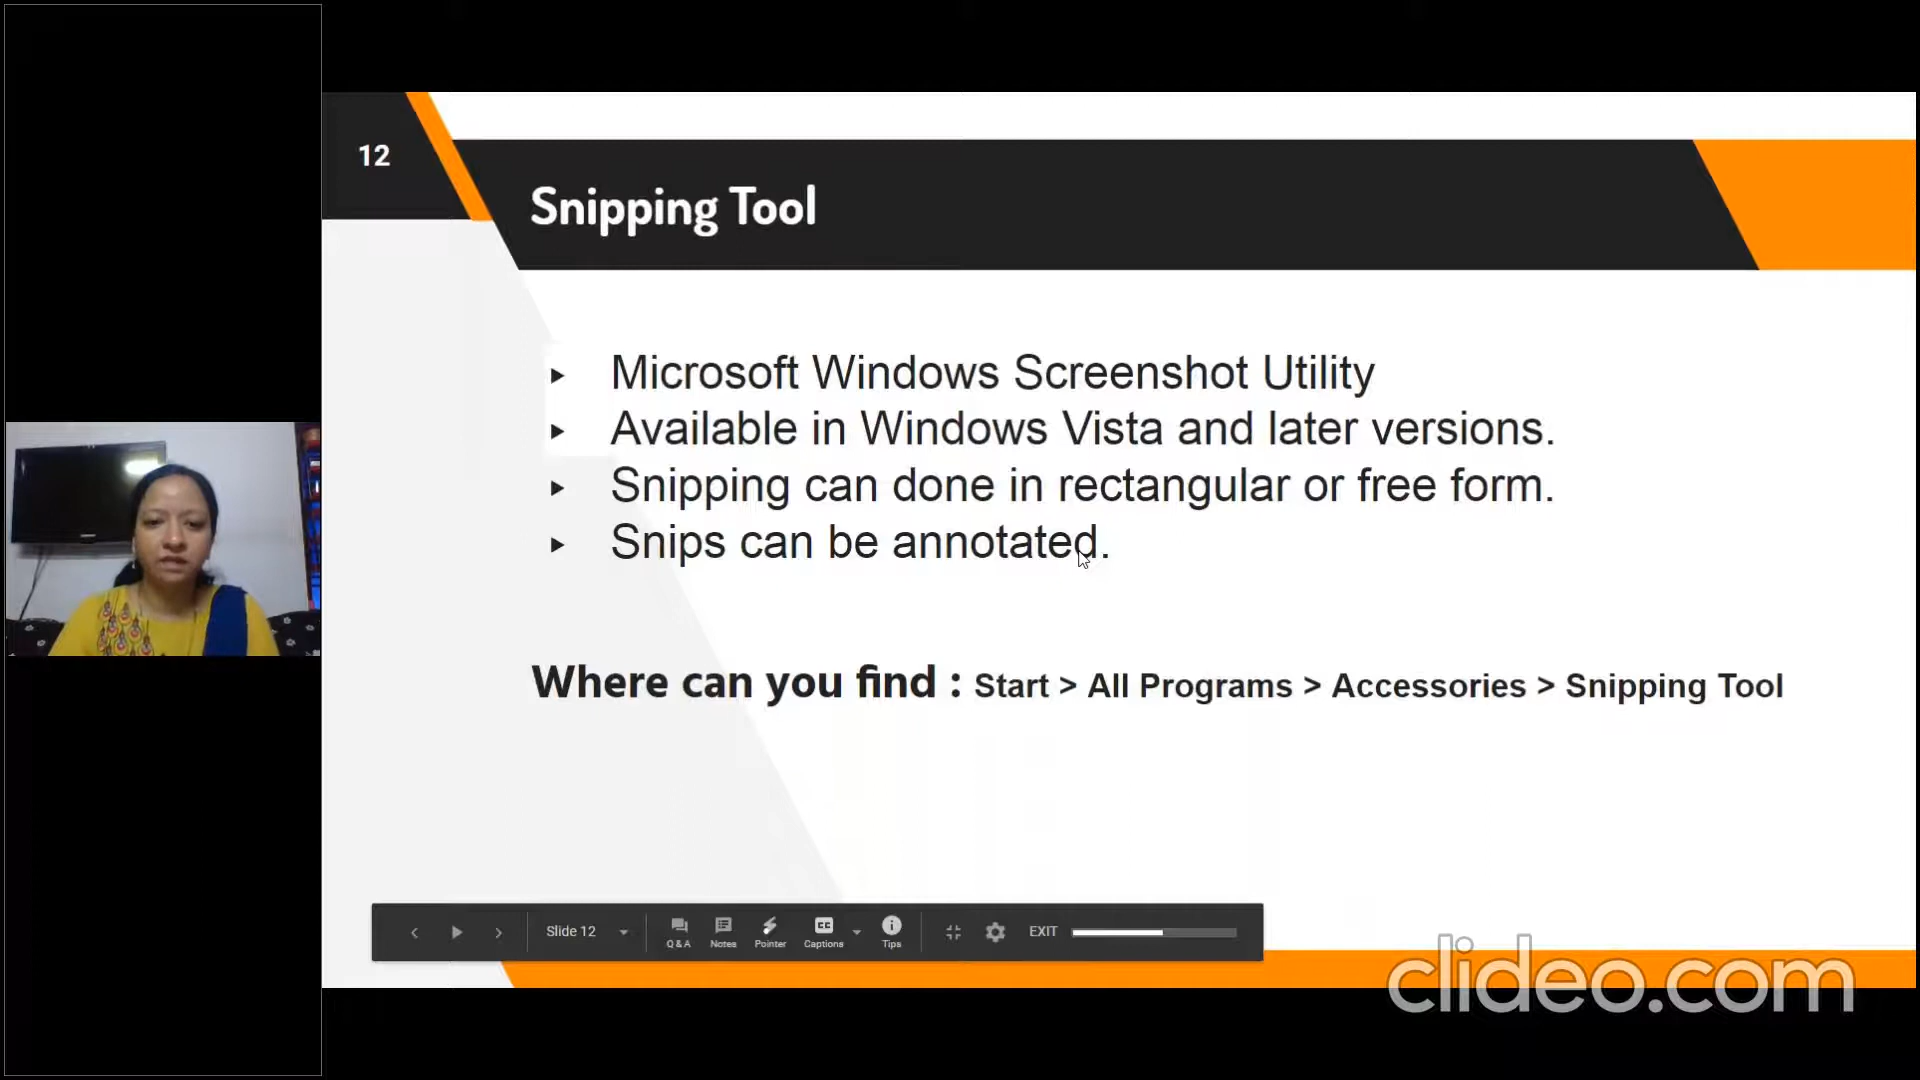 12
Snipping Tool
Microsoft Windows Screenshot Utility
Available in Windows Vista and later versions.
Snipping can done in rectangular or free form.
Snips can be annotated.
Where can you find : Start > All Programs > Accessories > Snipping Tool
Slide 12
Q & A
Notes
Pointer
CC
Captions
Tips
EXIT
clideo.com